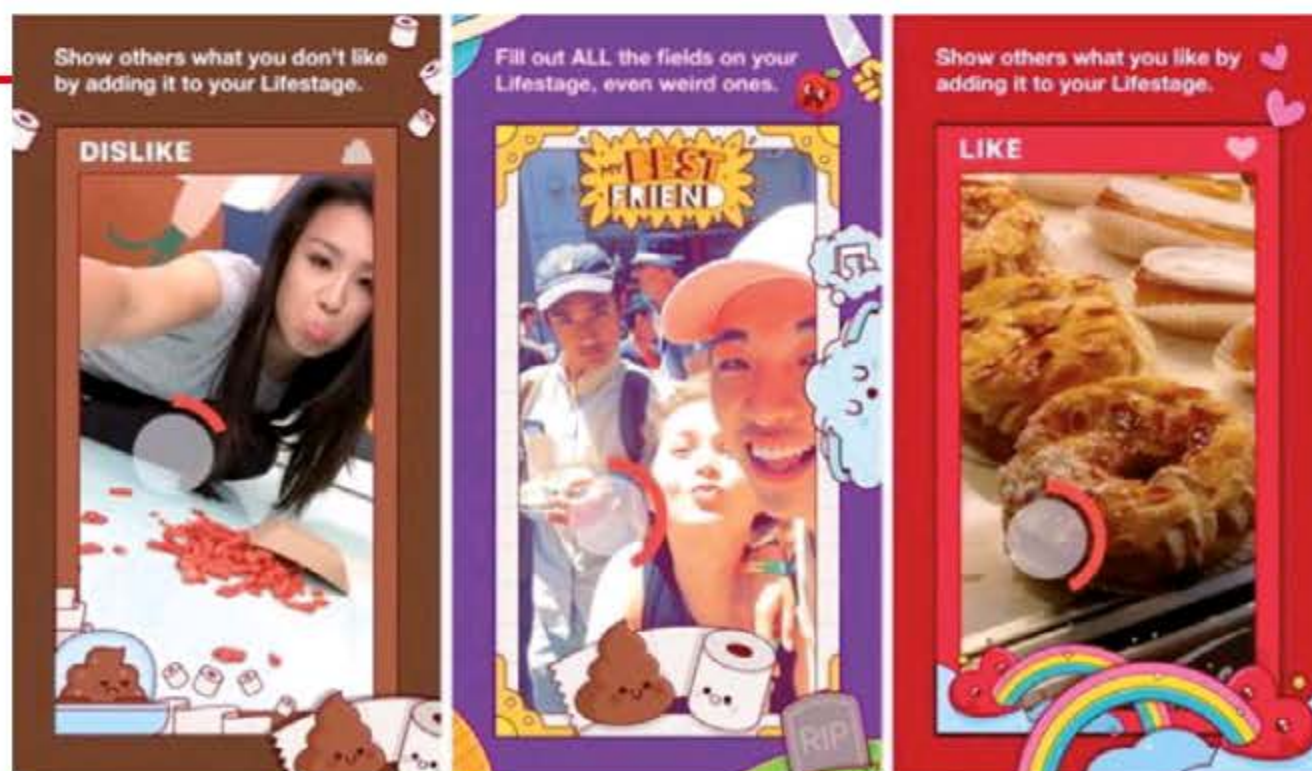 Show others what you don't like
by adding it to your Lifestage.
DISLIKE
Fill out ALL the fields on your
Lifestage, even weird ones.
MY BEST
FRIEND
RIP
Show others what you like by
adding it to your Lifestage.
LIKE